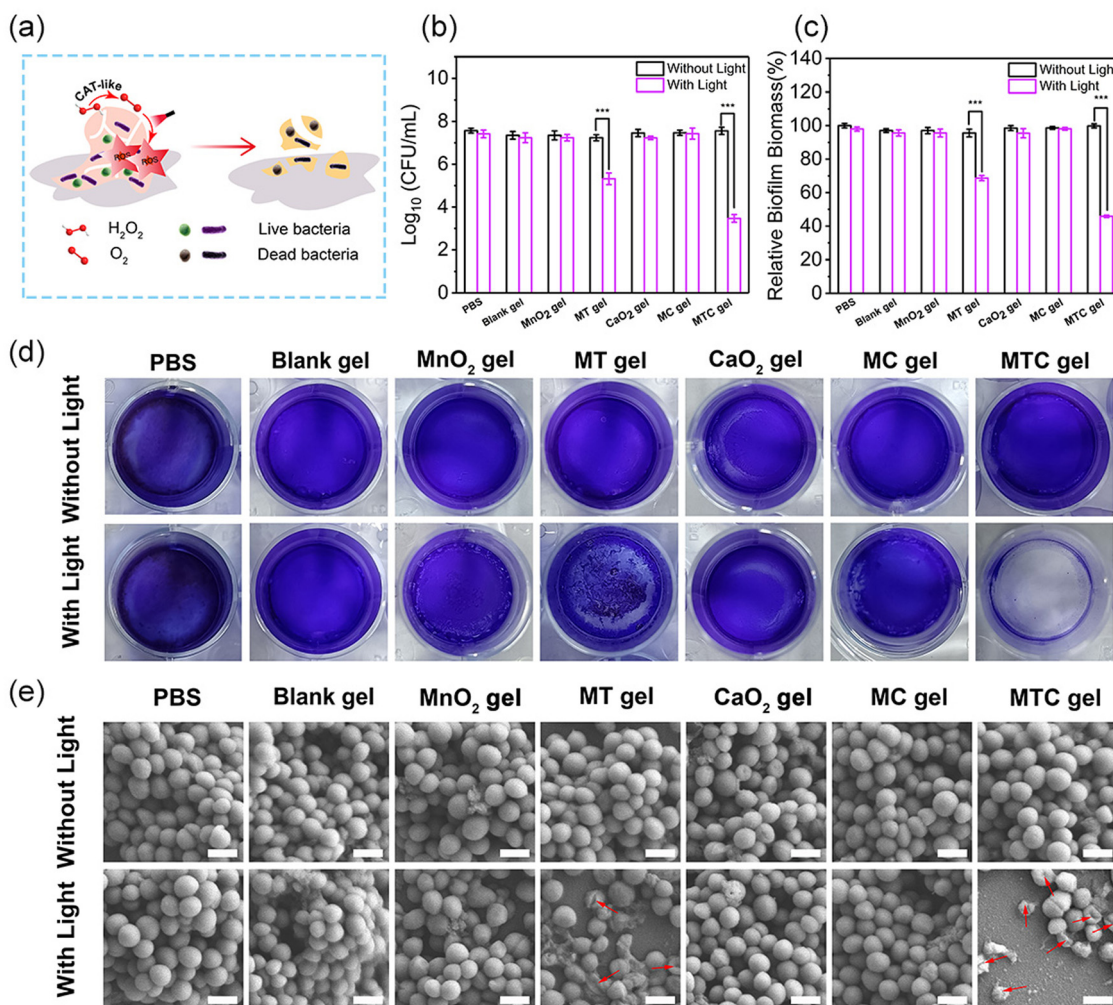 (a)
CAT-like
ROS
ROS
H2O2
O2
Live bacteria
Dead bacteria
(b)
Log10 (CFU/mL)
10
8
6
4
2
0
Without Light
With Light
***
***
PBS
Blank gel
MnO2 gel
MT gel
CaO2 gel
MC gel
MTC gel
(c)
Relative Biofilm Biomass(%)
140
120
100
80
60
40
20
0
Without Light
With Light
***
***
PBS
Blank gel
MnO2 gel
MT gel
CaO2 gel
MC gel
MTC gel
(d)
PBS
Blank gel
MnO2 gel
MT gel
CaO2 gel
MC gel
MTC gel
Without Light
With Light
(e)
PBS
Blank gel
MnO2 gel
MT gel
CaO2 gel
MC gel
MTC gel
Without Light
With Light